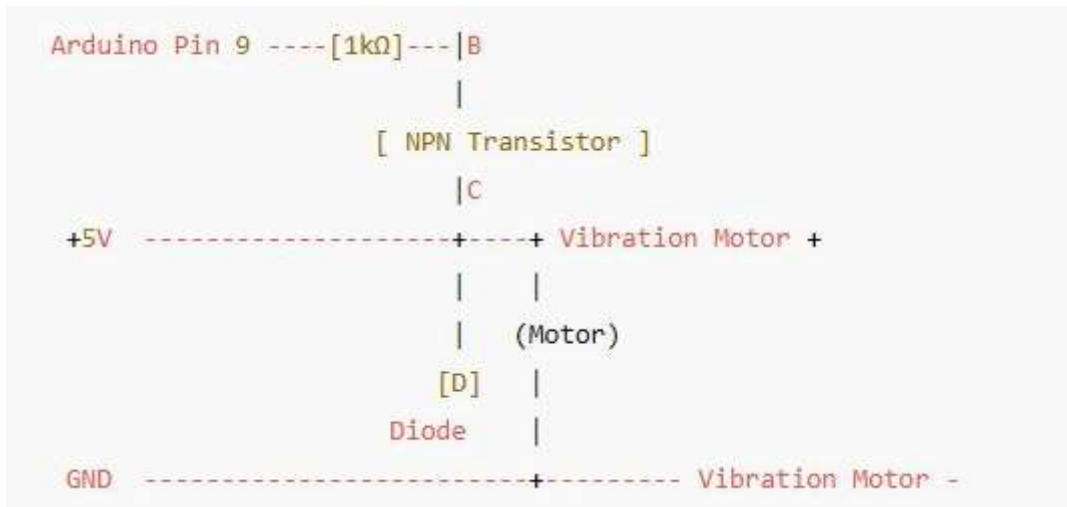 Arduino Pin 9 ----[1kΩ]---|B
|
[ NPN Transistor ]
|C
+5V --------------------+----+ Vibration Motor +
| |
| (Motor)
[D] |
Diode |
GND -------------------------+--------- Vibration Motor -